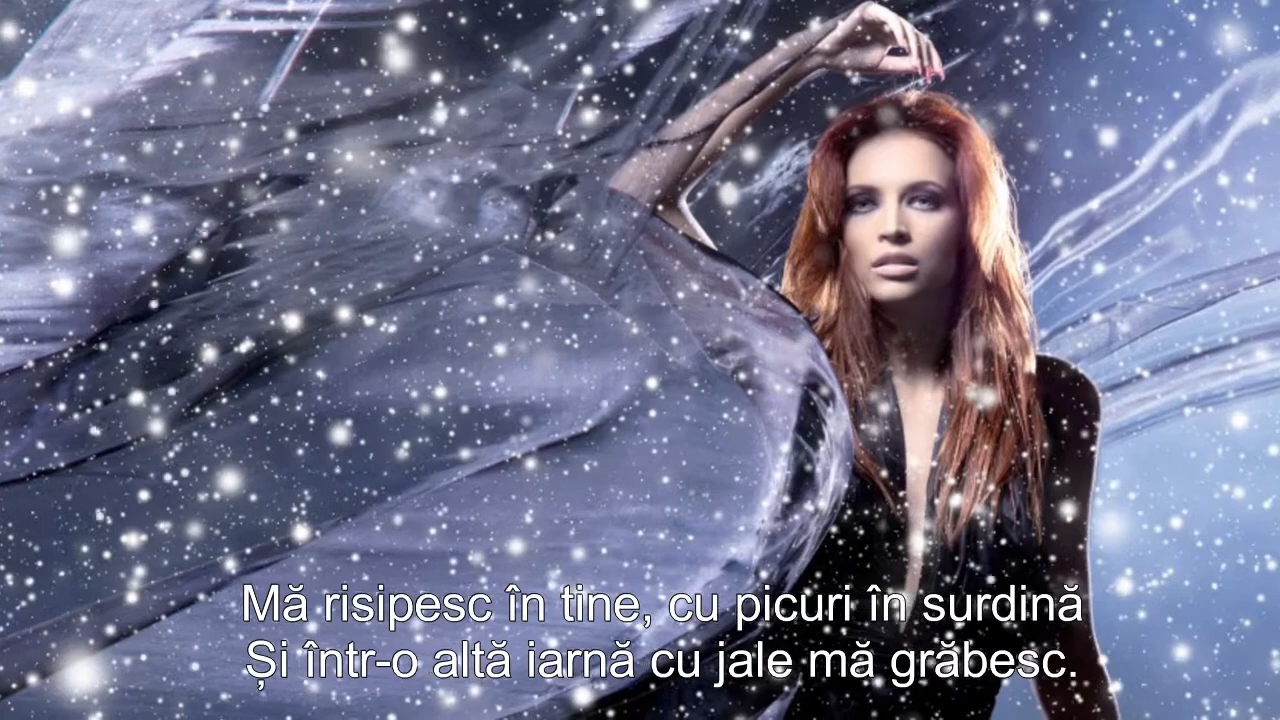 Mă risipesc în tine, cu picuri în surdină
Și într-o altă iarnă cu jale mă grăbesc.